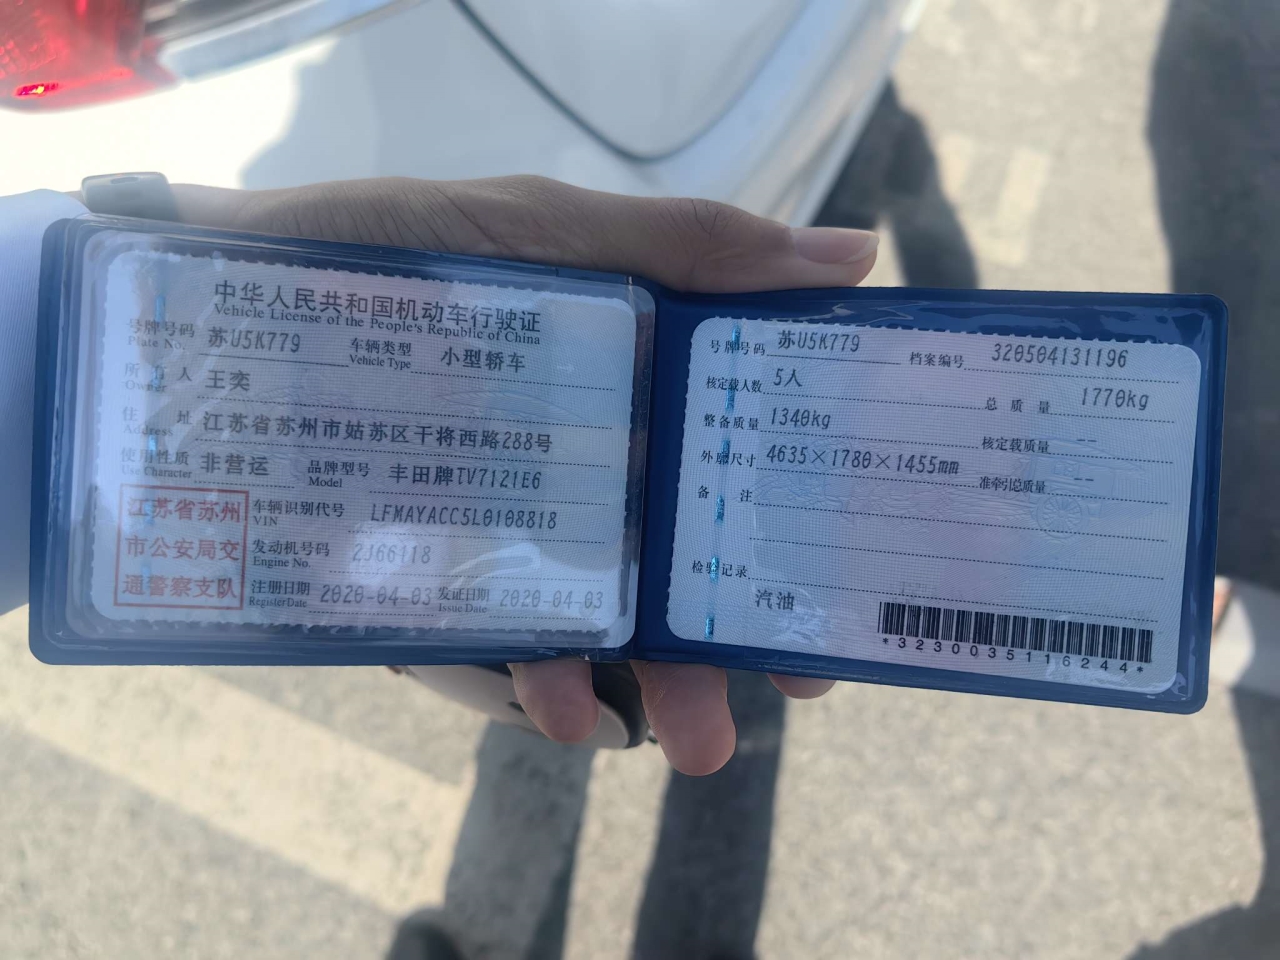 中华人民共和国机动车行驶证
Vehicle License of the People's Republic of China
号牌号码 苏U5K779 车辆类型 小型轿车
Plate No. Vehicle Type
所有人 王奕
Owner
住址 江苏省苏州市姑苏区干将西路288号
Address
使用性质 非营运 品牌型号 丰田牌TV7121E6
Use Character Model
江苏省苏州
市公安局交
通警察支队
车辆识别代号 LFMAYACC5L0108818
VIN
发动机号码 2J66118
Engine No.
注册日期 2020-04-03 发证日期 2020-04-03
Register Date Issue Date
号牌号码 苏U5K779 档案编号 320504131196
核定载人数 5人 总质量 1770kg
整备质量 1340kg 核定载质量 --
外廓尺寸 4635×1780×1455mm 准牵引总质量 --
备注
检验记录
汽油
*3230035116244*